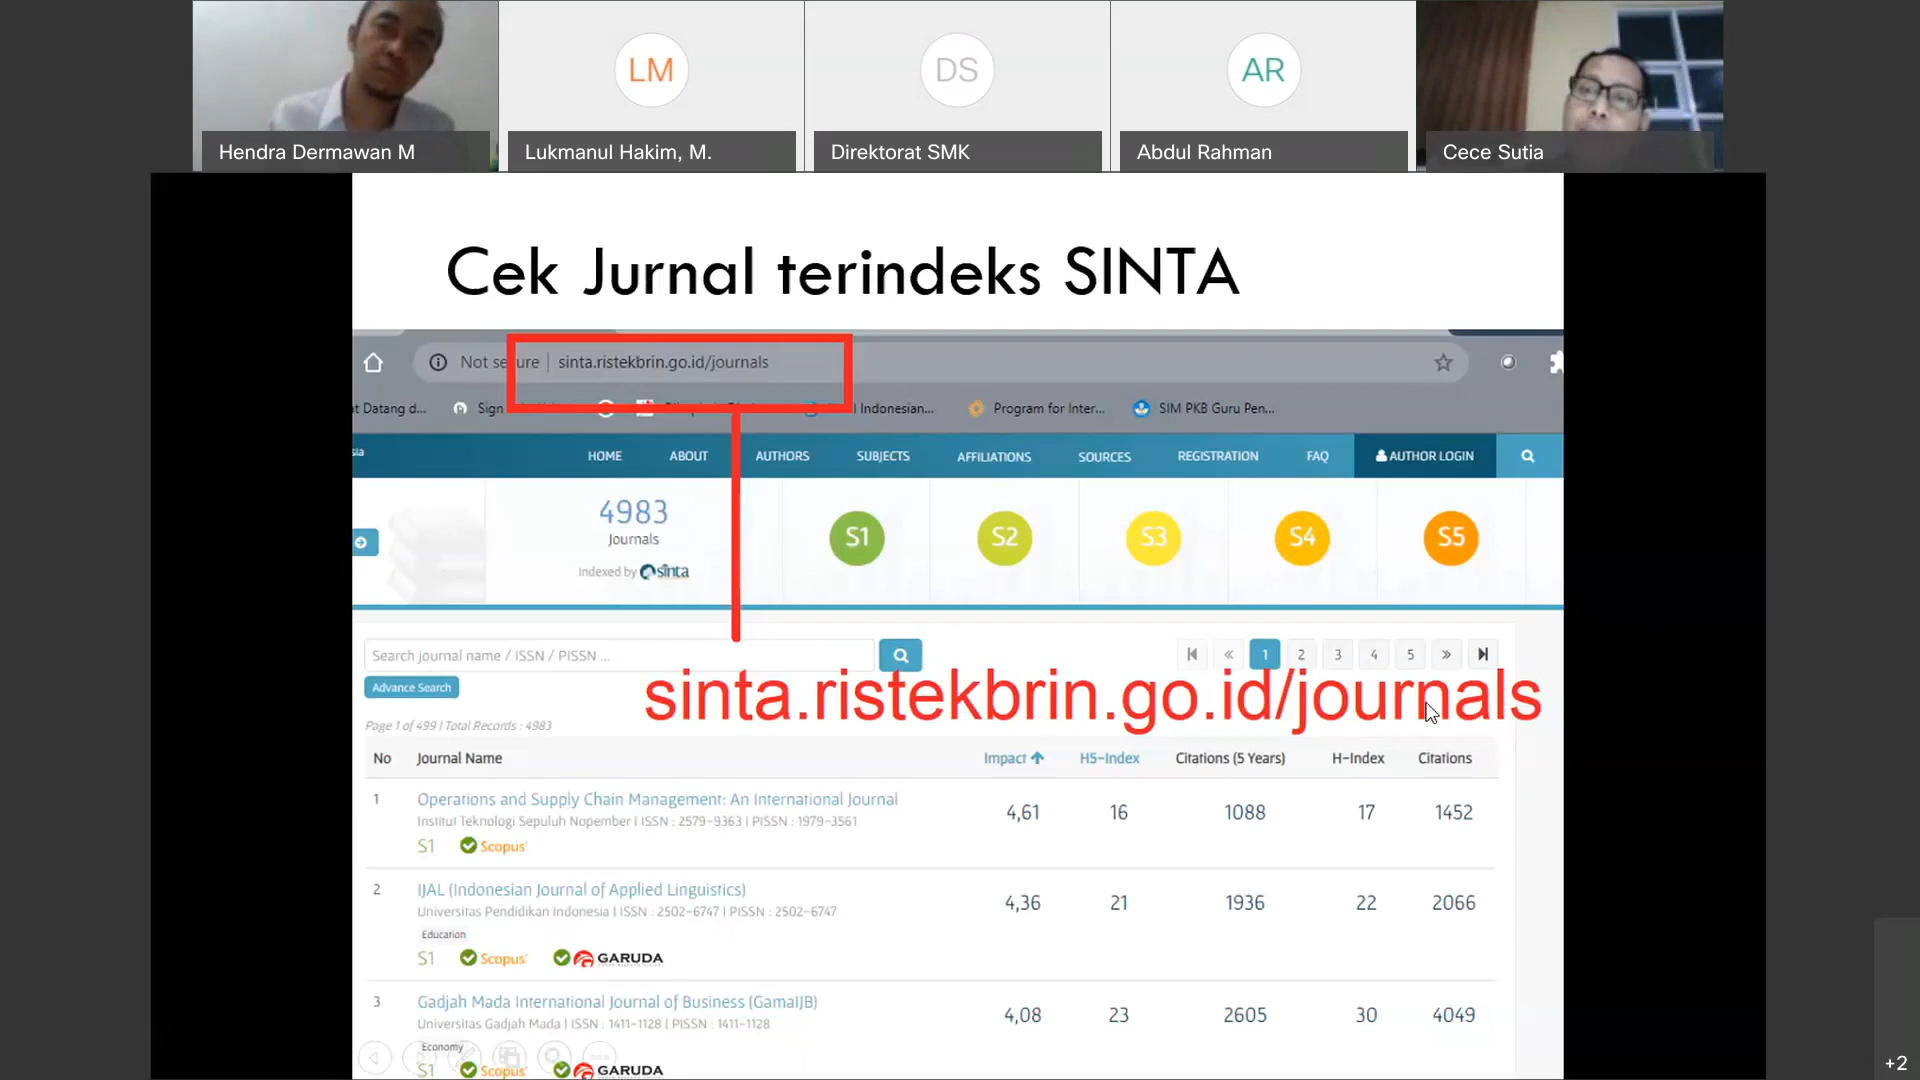 LM
DS
AR
Hendra Dermawan M
Lukmanul Hakim, M.
Direktorat SMK
Abdul Rahman
Cece Sutia
Cek Jurnal terindeks SINTA
Not secure sinta.ristekbrin.go.id/journals
at Datang d... Sign l Indonesian... Program for Inter... SIM PKB Guru Pen...
sia HOME ABOUT AUTHORS SUBJECTS AFFILIATIONS SOURCES REGISTRATION FAQ AUTHOR LOGIN
4983
Journals
Indexed by sinta
S1 S2 S3 S4 S5
Search journal name / ISSN / PISSN ...
1 2 3 4 5 »
Advance Search
sinta.ristekbrin.go.id/journals
Page 1 of 499 | Total Records : 4983
No Journal Name Impact H5-Index Citations (5 Years) H-Index Citations
1 Operations and Supply Chain Management: An International Journal 4,61 16 1088 17 1452
Institut Teknologi Sepuluh Nopember | ISSN : 2579-9363 | PISSN : 1979-3561
S1 Scopus
2 IJAL (Indonesian Journal of Applied Linguistics) 4,36 21 1936 22 2066
Universitas Pendidikan Indonesia | ISSN : 2502-6747 | PISSN : 2502-6747
Education
S1 Scopus GARUDA
3 Gadjah Mada International Journal of Business (GamaIJB) 4,08 23 2605 30 4049
Universitas Gadjah Mada | ISSN : 1411-1128 | PISSN : 1411-1128
Economy
S1 Scopus GARUDA
+2